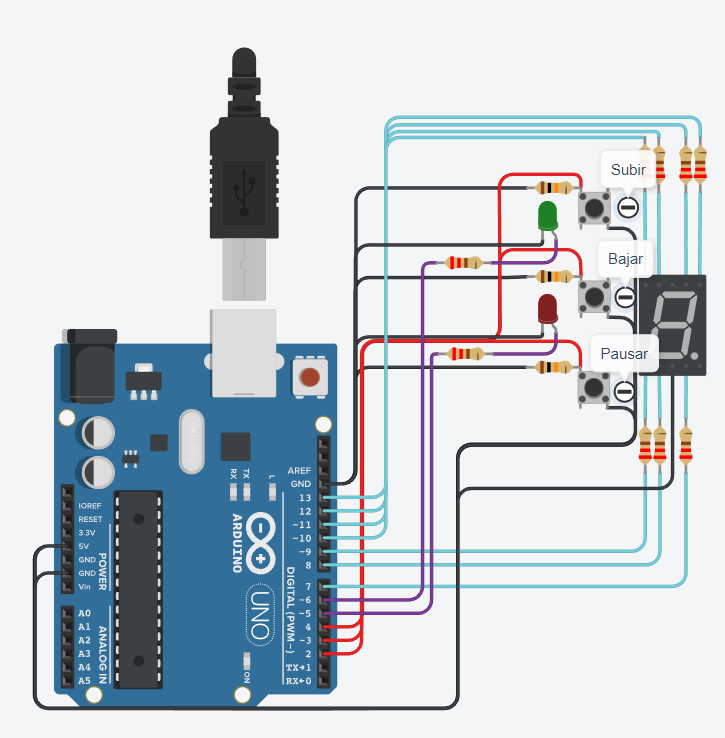 Subir
Bajar
Pausar
RX
TX
L
AREF
GND
13
12
~11
~10
~9
8
7
~6
~5
4
~3
2
TX→1
RX←0
DIGITAL (PWM~)
ARDUINO
UNO
ON
IOREF
RESET
3.3V
5V
GND
GND
Vin
POWER
A0
A1
A2
A3
A4
A5
ANALOG IN